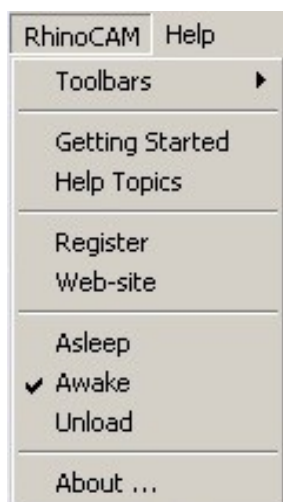 RhinoCAM Help
Toolbars
Getting Started
Help Topics
Register
Web-site
Asleep
Awake
Unload
About ...